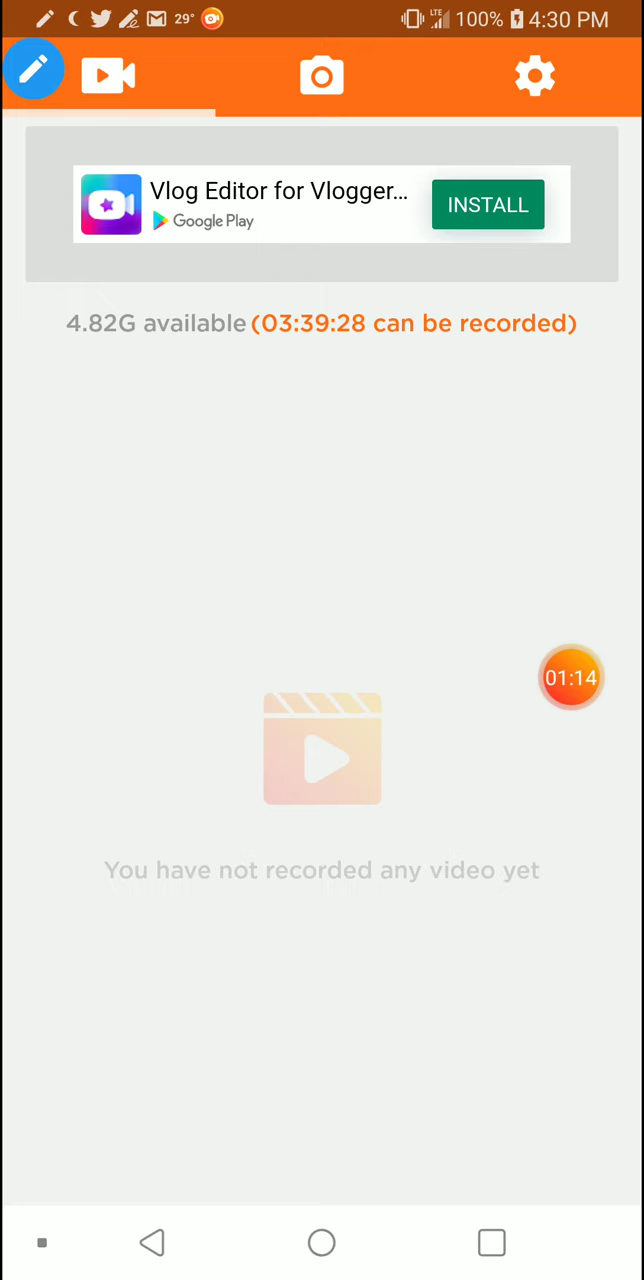 29° LTE 100% 4:30 PM
Vlog Editor for Vlogger...
Google Play
INSTALL
4.82G available (03:39:28 can be recorded)
01:14
You have not recorded any video yet